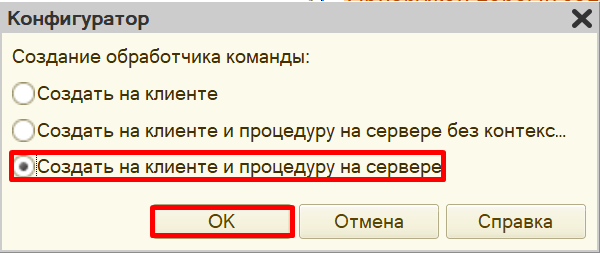 Конфигуратор
Создание обработчика команды:
Создать на клиенте
Создать на клиенте и процедуру на сервере без контекс...
Создать на клиенте и процедуру на сервере
OK
Отмена
Справка